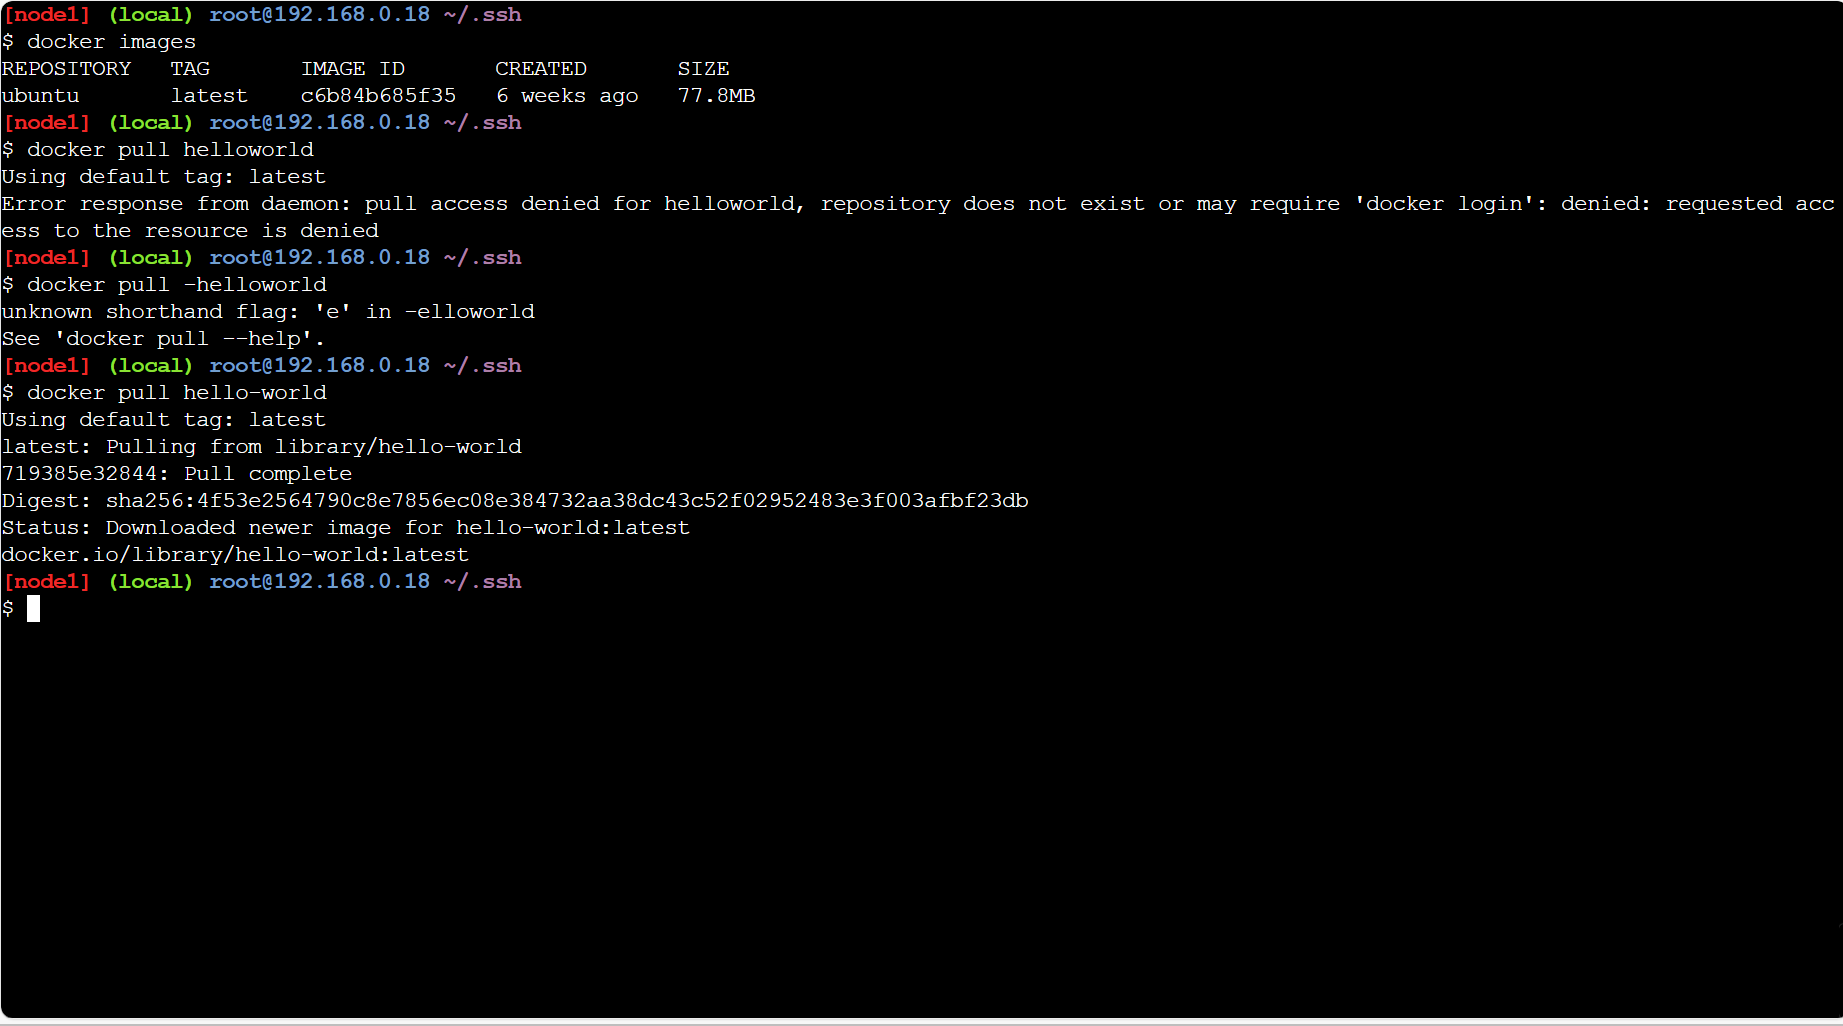 [node1] (local) root@192.168.0.18 ~/.ssh
$ docker images
REPOSITORY   TAG       IMAGE ID       CREATED       SIZE
ubuntu       latest    c6b84b685f35   6 weeks ago   77.8MB
[node1] (local) root@192.168.0.18 ~/.ssh
$ docker pull helloworld
Using default tag: latest
Error response from daemon: pull access denied for helloworld, repository does not exist or may require 'docker login': denied: requested acc
ess to the resource is denied
[node1] (local) root@192.168.0.18 ~/.ssh
$ docker pull -helloworld
unknown shorthand flag: 'e' in -elloworld
See 'docker pull --help'.
[node1] (local) root@192.168.0.18 ~/.ssh
$ docker pull hello-world
Using default tag: latest
latest: Pulling from library/hello-world
719385e32844: Pull complete
Digest: sha256:4f53e2564790c8e7856ec08e384732aa38dc43c52f02952483e3f003afbf23db
Status: Downloaded newer image for hello-world:latest
docker.io/library/hello-world:latest
[node1] (local) root@192.168.0.18 ~/.ssh
$